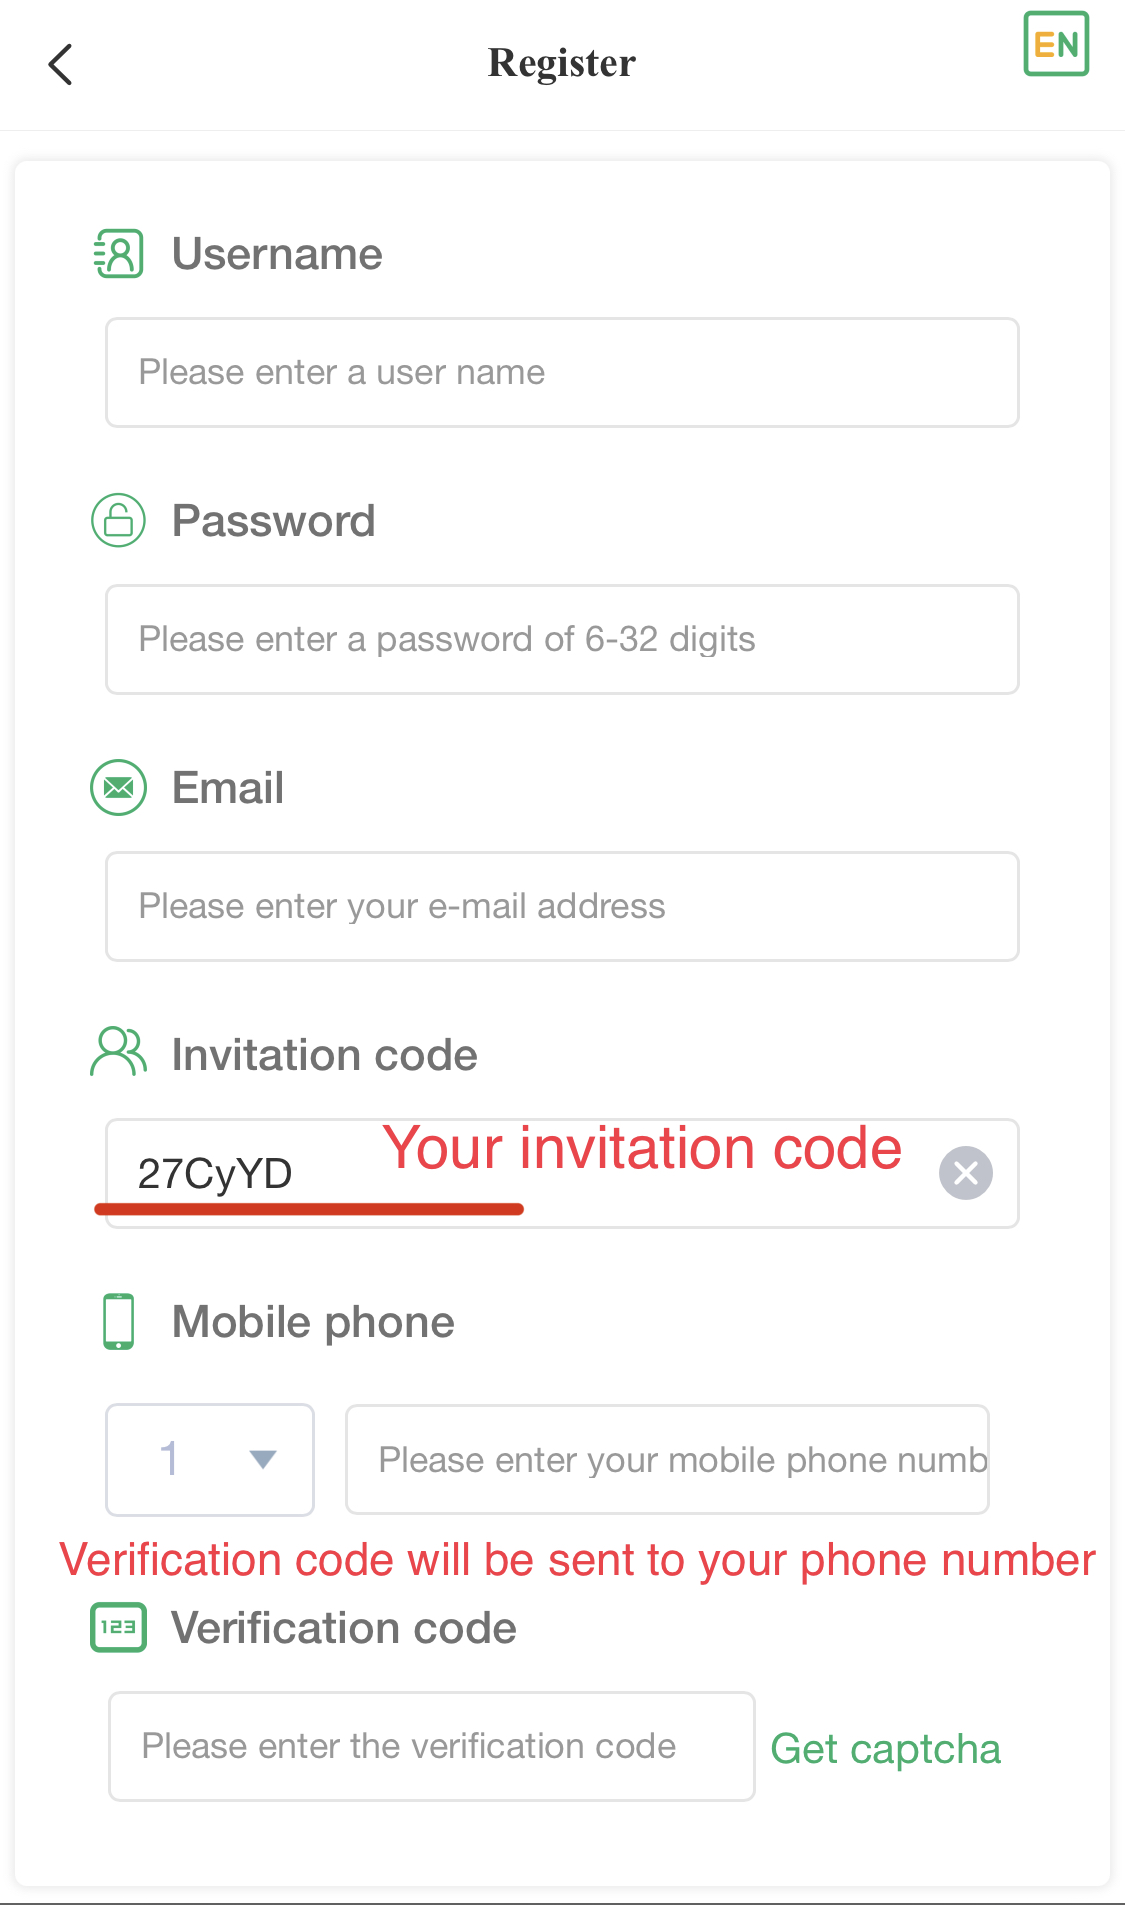 Register
EN
Username
Please enter a user name
Password
Please enter a password of 6-32 digits
Email
Please enter your e-mail address
Invitation code
27CyYD
Your invitation code
Mobile phone
1
Please enter your mobile phone numb
Verification code will be sent to your phone number
123
Verification code
Please enter the verification code
Get captcha